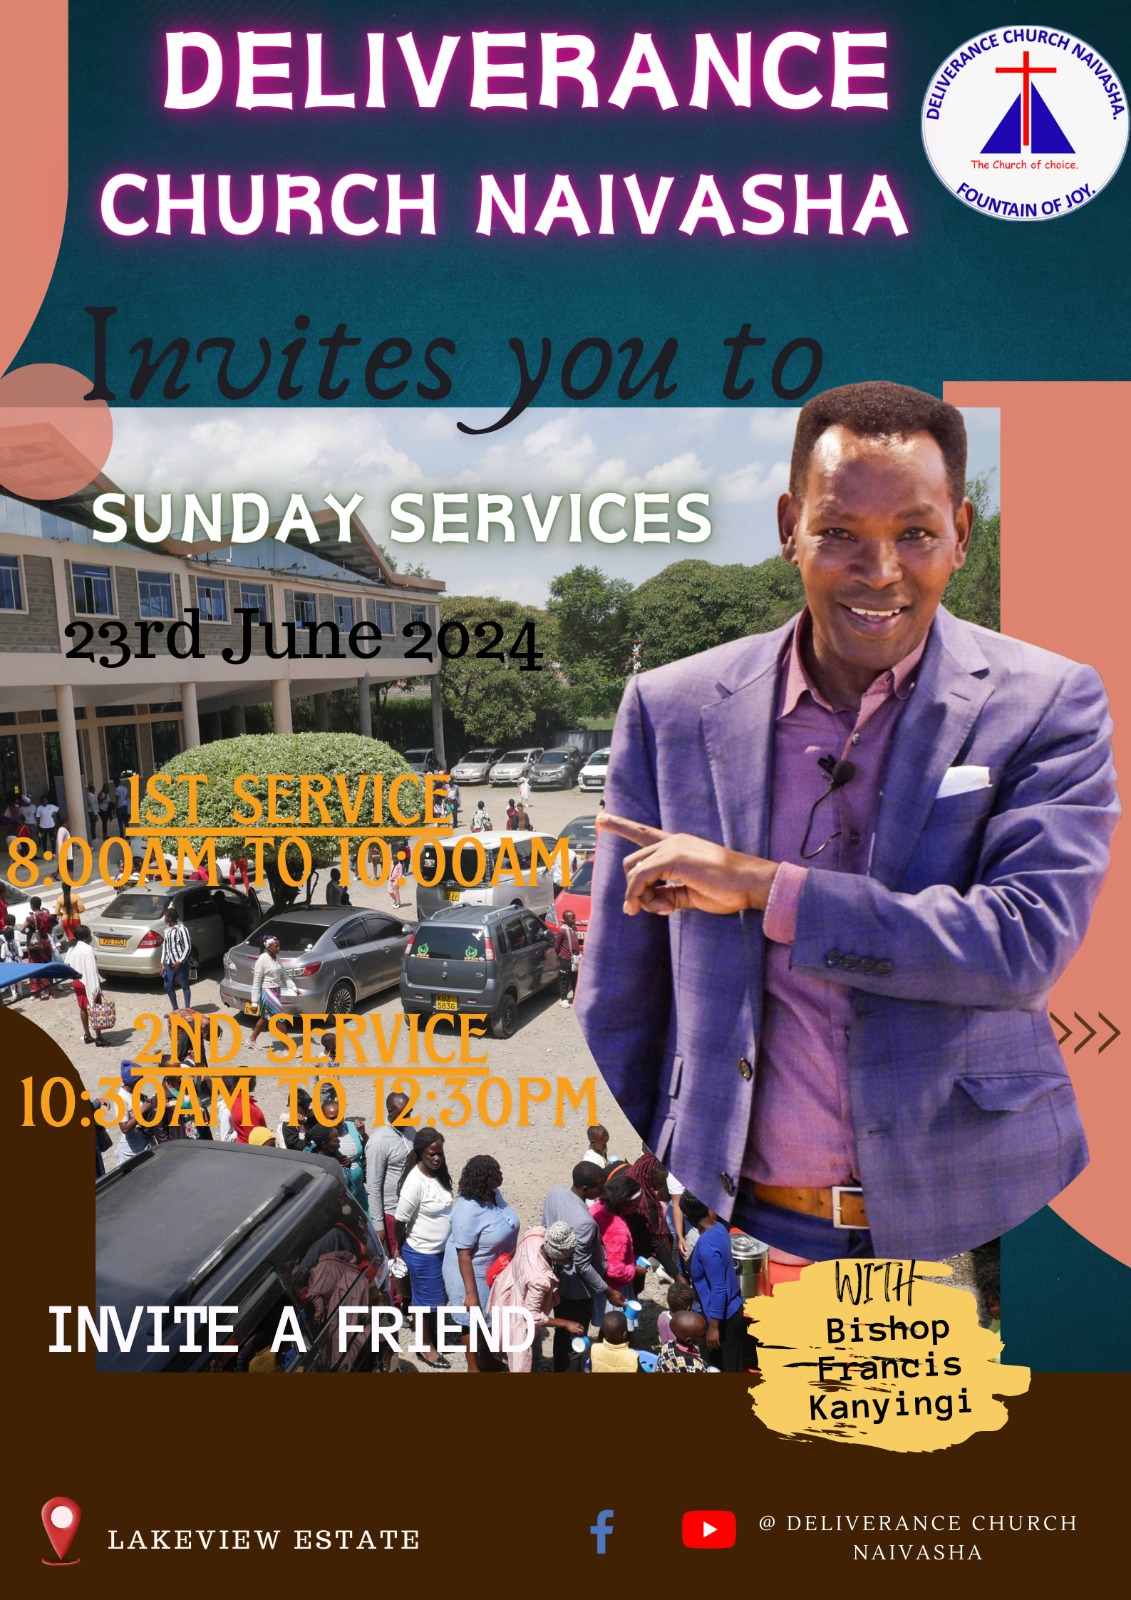 DELIVERANCE
CHURCH NAIVASHA
DELIVERANCE CHURCH NAIVASHA.
The Church of choice.
FOUNTAIN OF JOY.
Invites you to
SUNDAY SERVICES
23rd June 2024
1ST SERVICE
8:00AM TO 10:00AM
2ND SERVICE
10:30AM TO 12:30PM
INVITE A FRIEND .
WITH
Bishop
Francis
Kanyingi
LAKEVIEW ESTATE
@ DELIVERANCE CHURCH
NAIVASHA